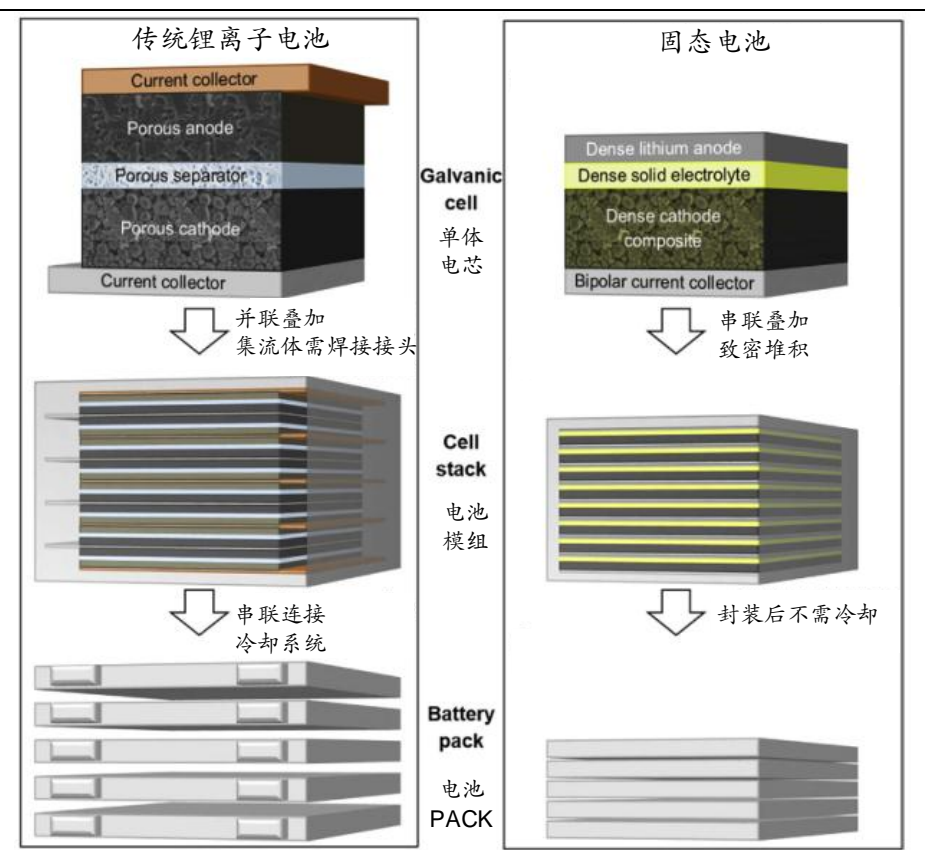 传统锂离子电池
Current collector
Porous anode
Porous separator
Porous cathode
Current collector
并联叠加
集流体需焊接接头
串联连接
冷却系统
Galvanic
cell
单体
电芯
Cell
stack
电池
模组
Battery
pack
电池
PACK
固态电池
Dense lithium anode
Dense solid electrolyte
Dense cathode
composite
Bipolar current collector
串联叠加
致密堆积
封装后不需冷却